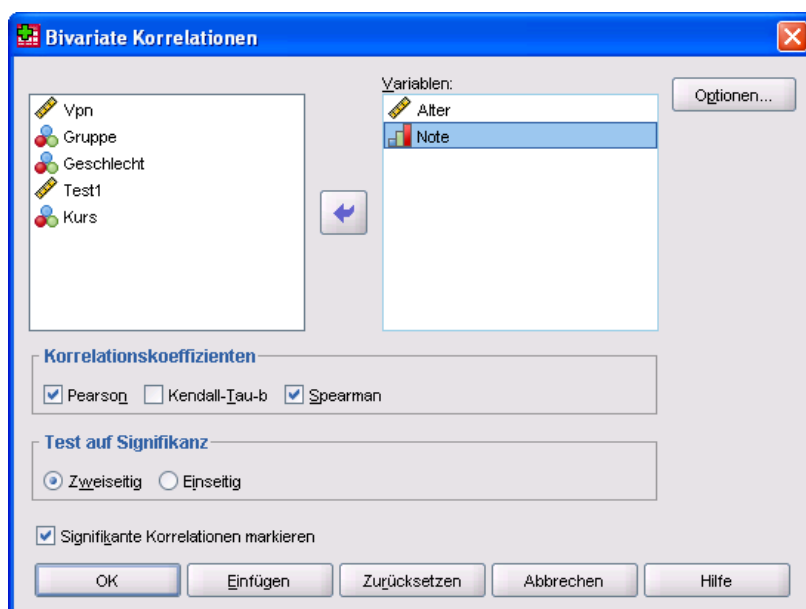 Bivariate Korrelationen
Vpn
Gruppe
Geschlecht
Test1
Kurs
Variablen:
Alter
Note
Optionen...
Korrelationskoeffizienten
Pearson Kendall-Tau-b Spearman
Test auf Signifikanz
Zweiseitig Einseitig
Signifikante Korrelationen markieren
OK Einfügen Zurücksetzen Abbrechen Hilfe